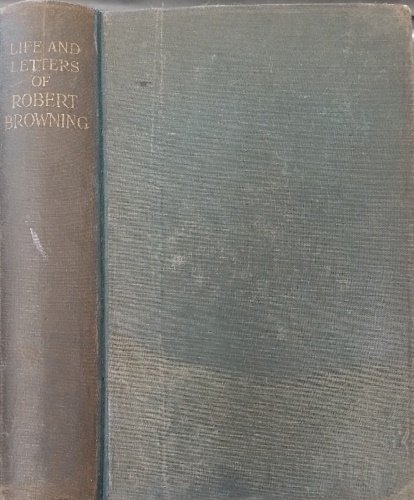 LIFE AND
LETTERS
OF
ROBERT
BROWNING